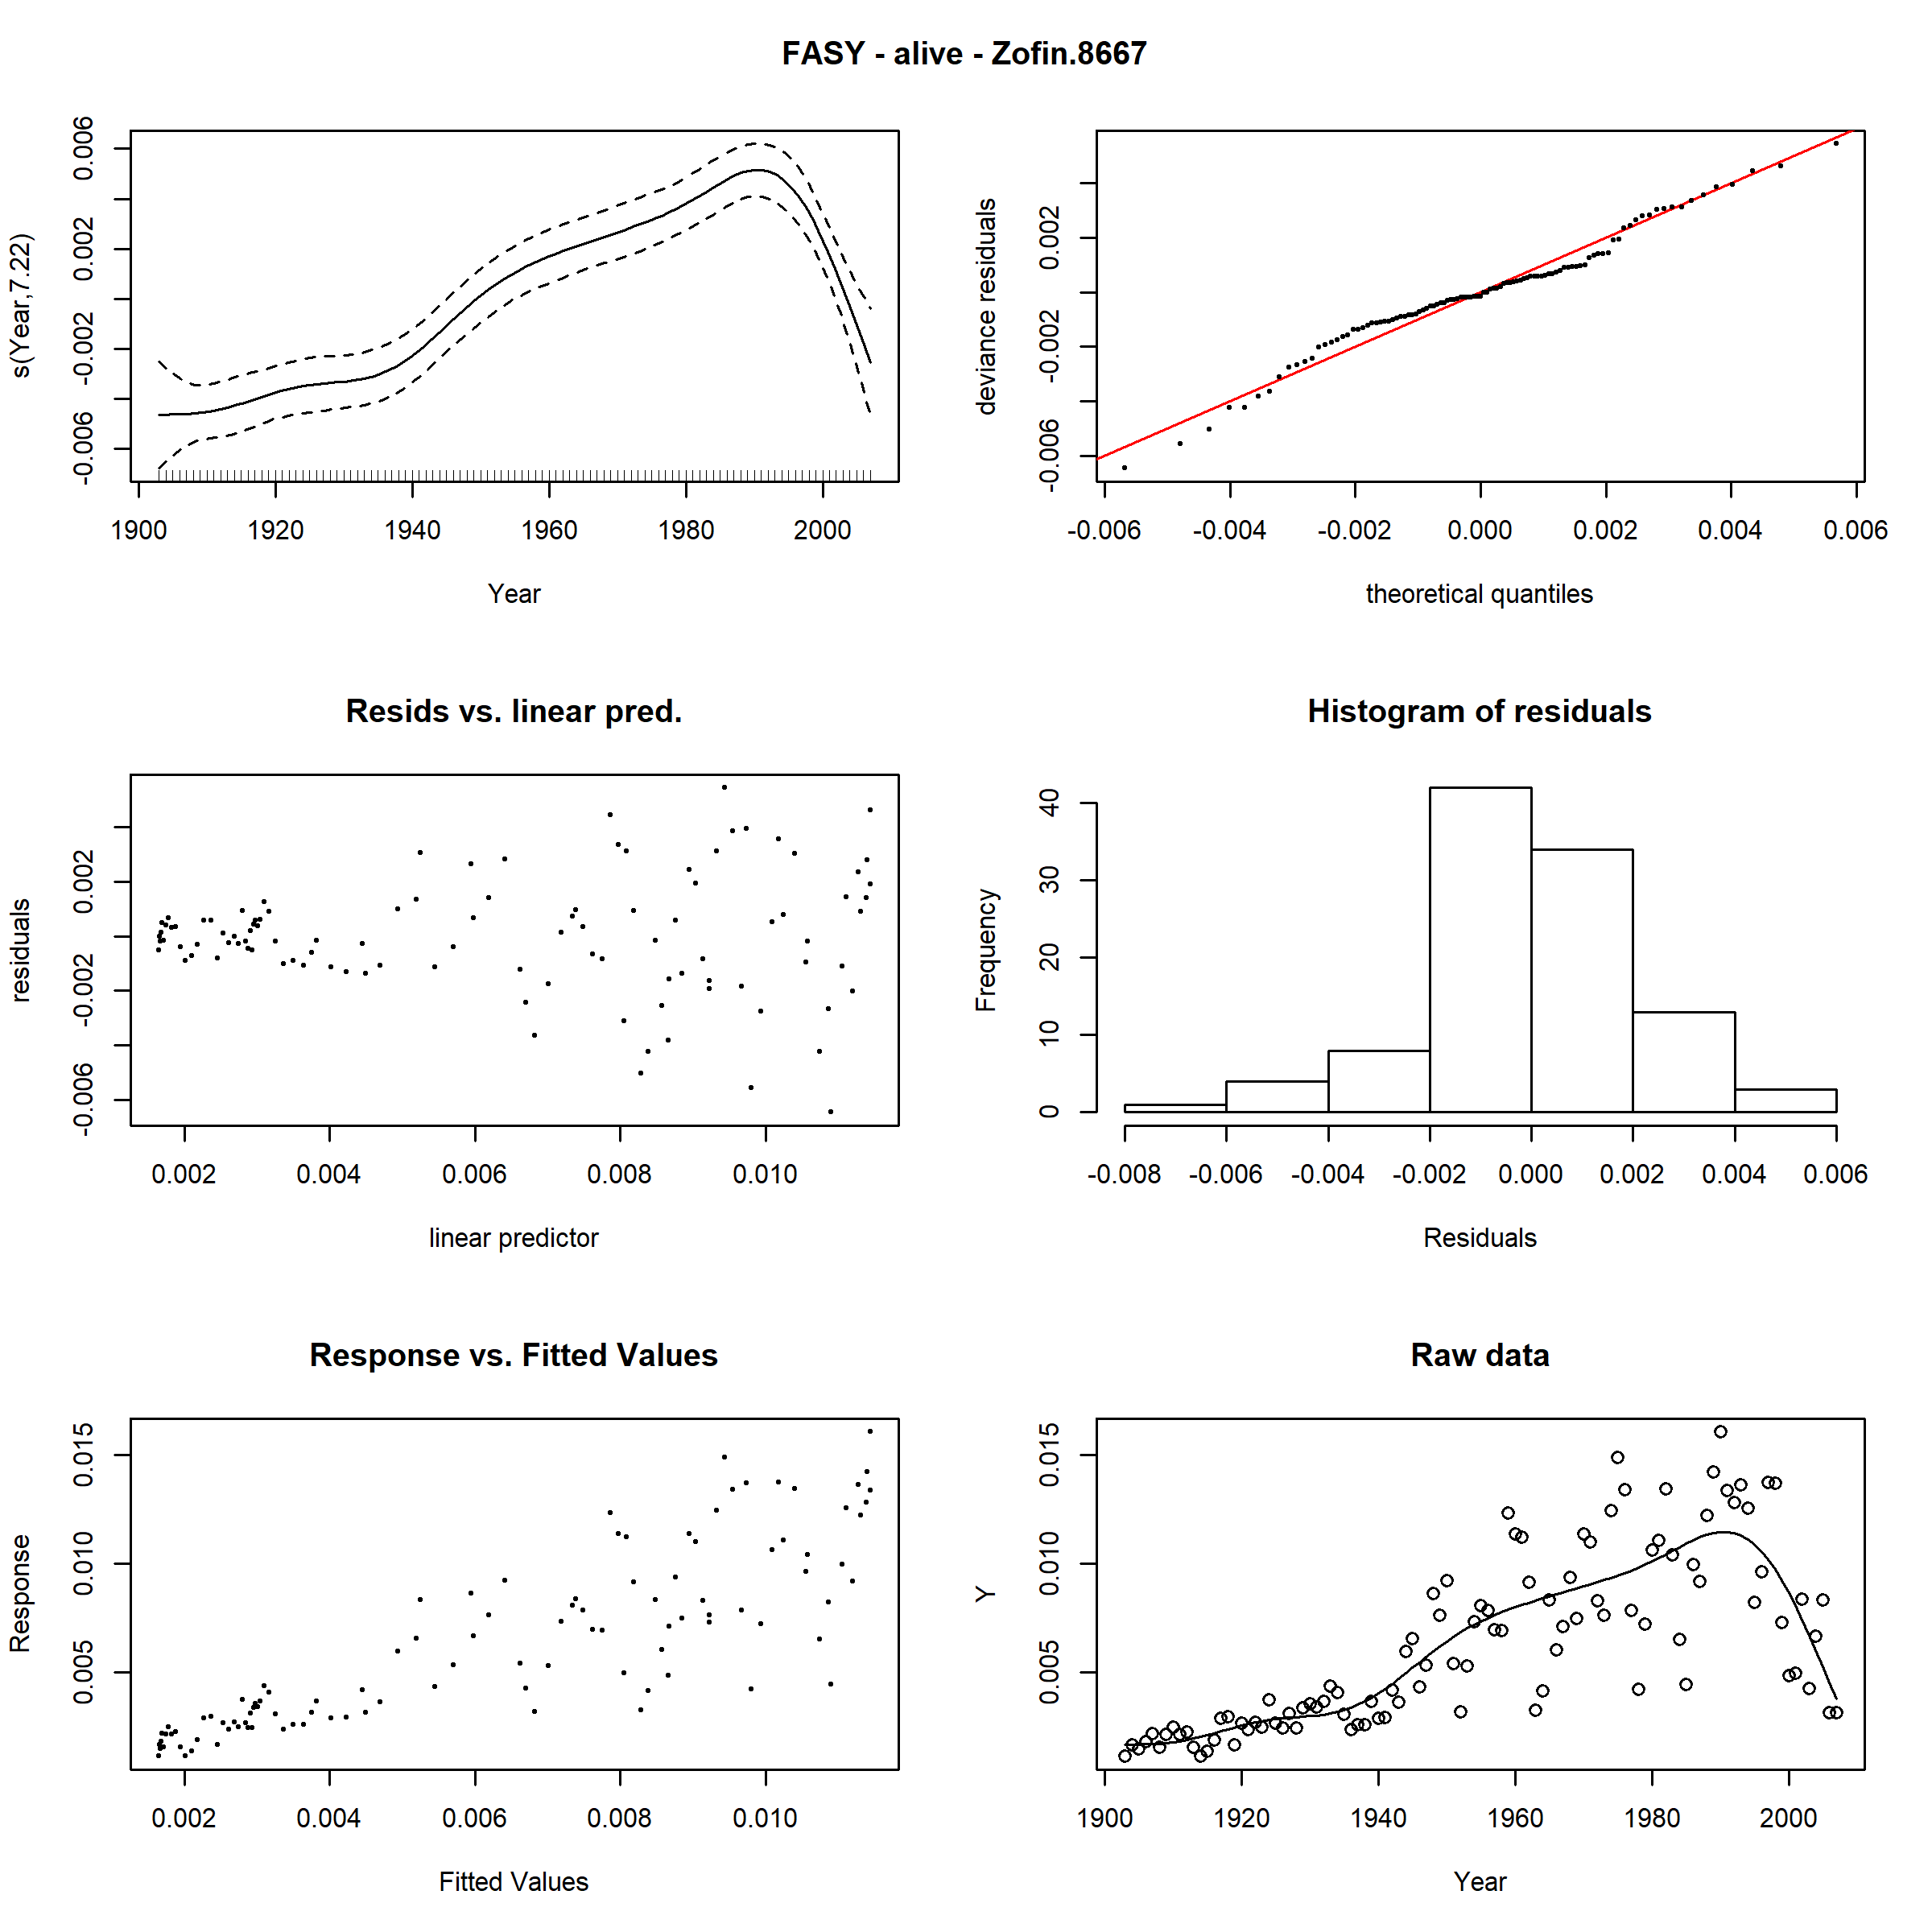 FASY - alive - Zofin.8667
s(Year,7.22)
-0.006 -0.002 0.002 0.006
1900 1920 1940 1960 1980 2000
Year
deviance residuals
-0.006 -0.002 0.002
-0.006 -0.004 -0.002 0.000 0.002 0.004 0.006
theoretical quantiles
Resids vs. linear pred.
residuals
-0.006 -0.002 0.002
0.002 0.004 0.006 0.008 0.010
linear predictor
Histogram of residuals
Frequency
0 10 20 30 40
-0.008 -0.006 -0.004 -0.002 0.000 0.002 0.004 0.006
Residuals
Response vs. Fitted Values
Response
0.005 0.010 0.015
0.002 0.004 0.006 0.008 0.010
Fitted Values
Raw data
Y
0.005 0.010 0.015
1900 1920 1940 1960 1980 2000
Year